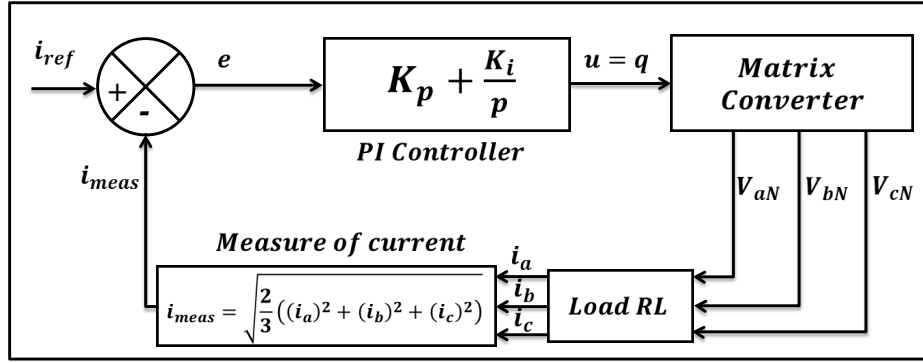 i_ref
+
-
e
K_p + K_i/p
PI Controller
u = q
Matrix
Converter
V_aN
V_bN
V_cN
i_meas
Measure of current
i_meas = √(2/3 ((i_a)² + (i_b)² + (i_c)²))
i_a
i_b
i_c
Load RL